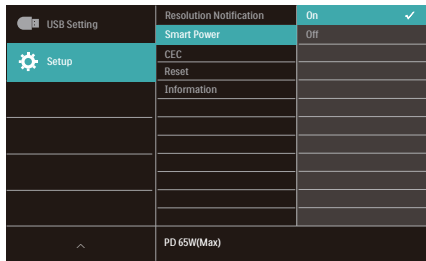 USB Setting
Setup
Resolution Notification
Smart Power
CEC
Reset
Information
On
Off
PD 65W(Max)